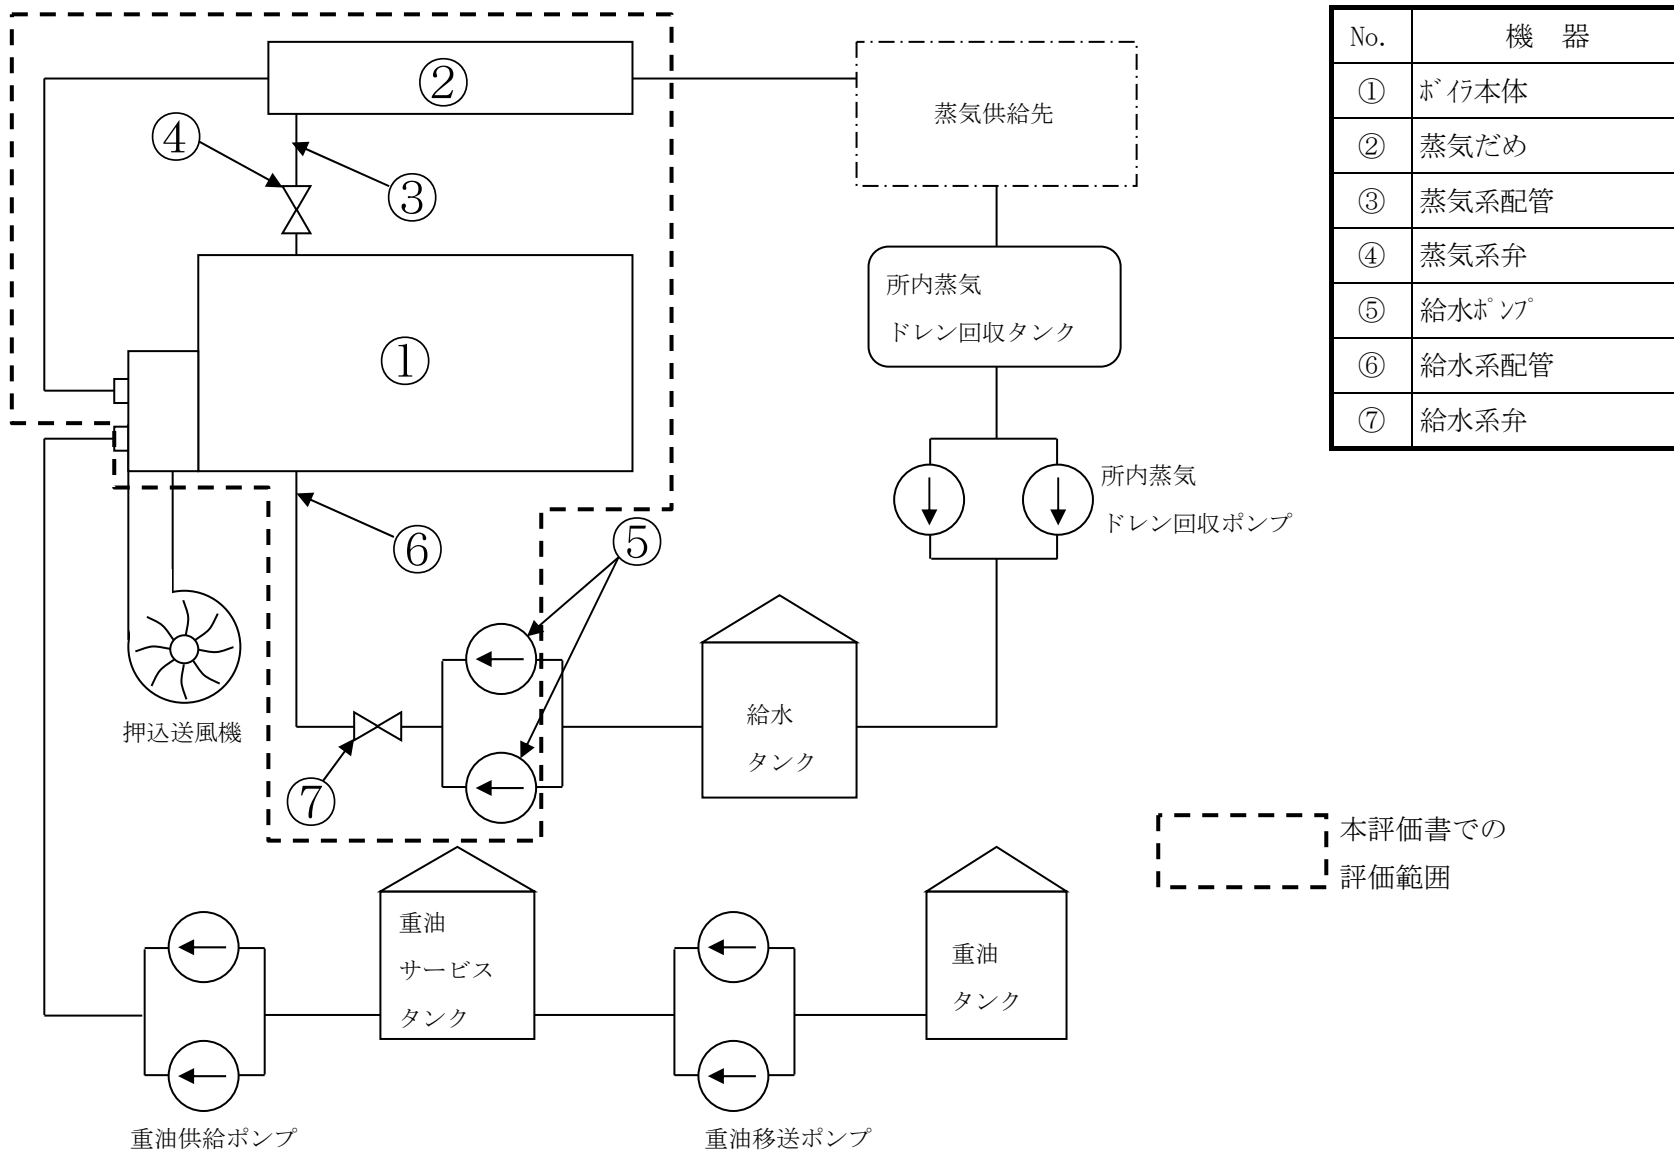 ②
蒸気供給先
④
③
所内蒸気
ドレン回収タンク
①
所内蒸気
ドレン回収ポンプ
⑥
⑤
押込送風機
給水
タンク
⑦
重油
サービス
タンク
重油
タンク
重油供給ポンプ
重油移送ポンプ
No. 機 器
① ﾎﾞｲﾗ本体
② 蒸気だめ
③ 蒸気系配管
④ 蒸気系弁
⑤ 給水ﾎﾟﾝﾌﾟ
⑥ 給水系配管
⑦ 給水系弁
本評価書での
評価範囲